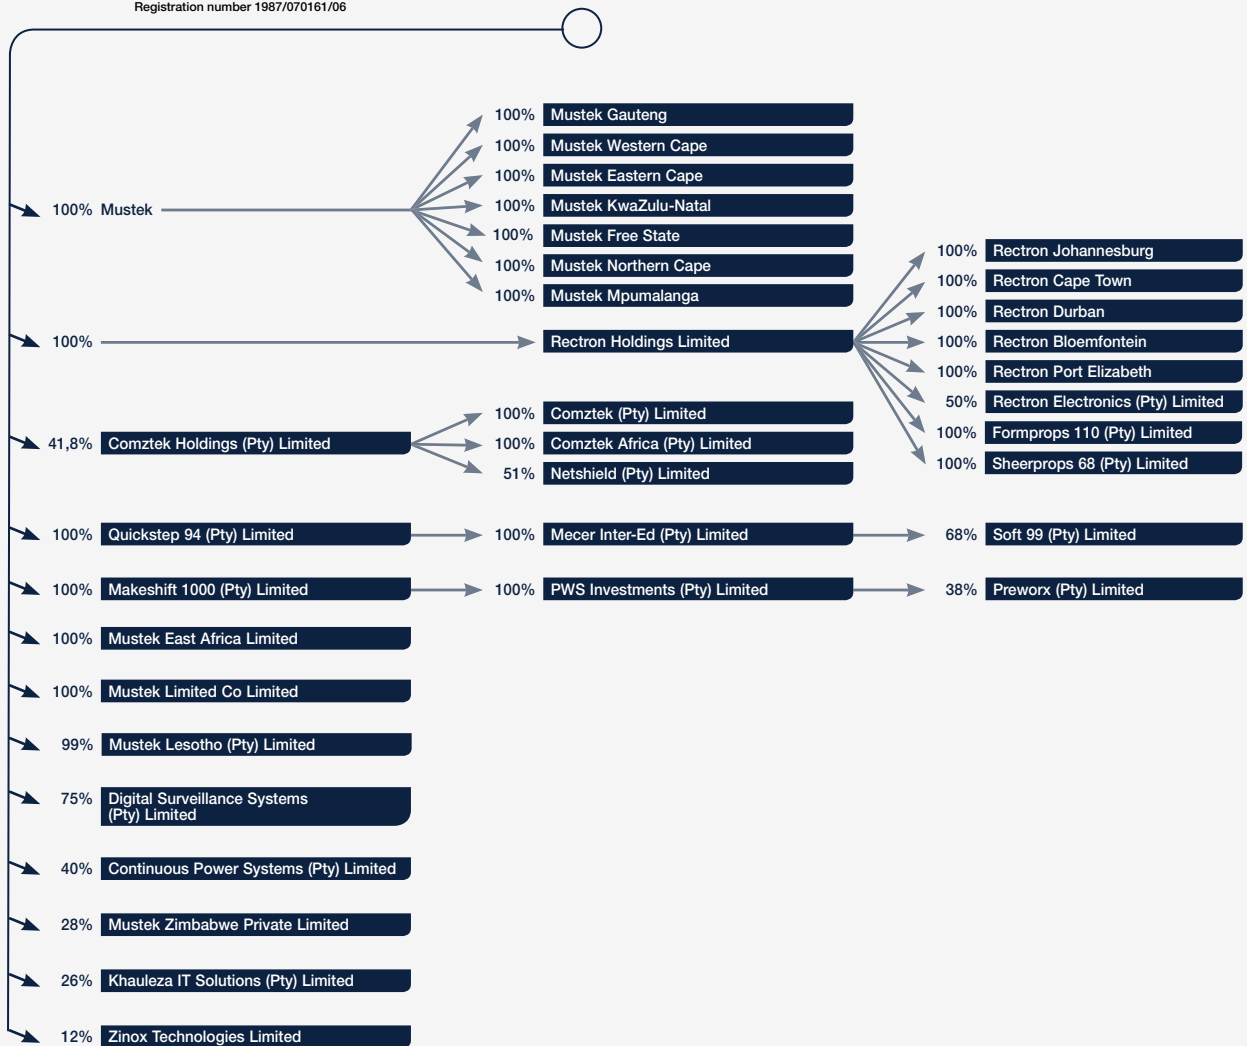 Registration number 1987/070161/06
100% Mustek
100% Mustek Gauteng
100% Mustek Western Cape
100% Mustek Eastern Cape
100% Mustek KwaZulu-Natal
100% Mustek Free State
100% Mustek Northern Cape
100% Mustek Mpumalanga
100% Rectron Holdings Limited
100% Rectron Johannesburg
100% Rectron Cape Town
100% Rectron Durban
100% Rectron Bloemfontein
100% Rectron Port Elizabeth
50% Rectron Electronics (Pty) Limited
100% Formprops 110 (Pty) Limited
100% Sheerprops 68 (Pty) Limited
41,8% Comztek Holdings (Pty) Limited
100% Comztek (Pty) Limited
100% Comztek Africa (Pty) Limited
51% Netshield (Pty) Limited
100% Quickstep 94 (Pty) Limited 100% Mecer Inter-Ed (Pty) Limited 68% Soft 99 (Pty) Limited
100% Makeshift 1000 (Pty) Limited 100% PWS Investments (Pty) Limited 38% Preworx (Pty) Limited
100% Mustek East Africa Limited
100% Mustek Limited Co Limited
99% Mustek Lesotho (Pty) Limited
75% Digital Surveillance Systems
(Pty) Limited
40% Continuous Power Systems (Pty) Limited
28% Mustek Zimbabwe Private Limited
26% Khauleza IT Solutions (Pty) Limited
12% Zinox Technologies Limited